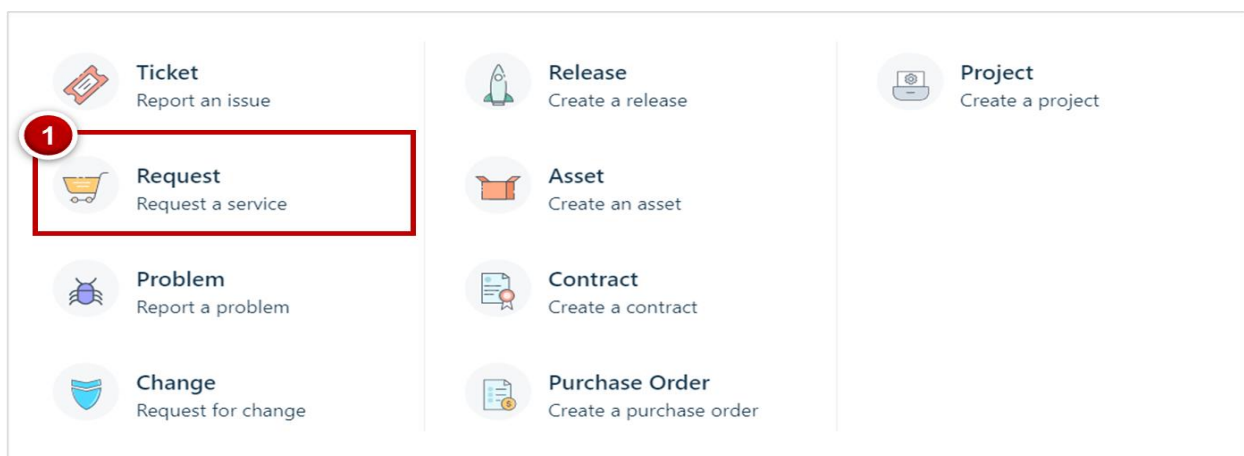 Ticket
Report an issue
1
Request
Request a service
Problem
Report a problem
Change
Request for change
Release
Create a release
Asset
Create an asset
Contract
Create a contract
Purchase Order
Create a purchase order
Project
Create a project